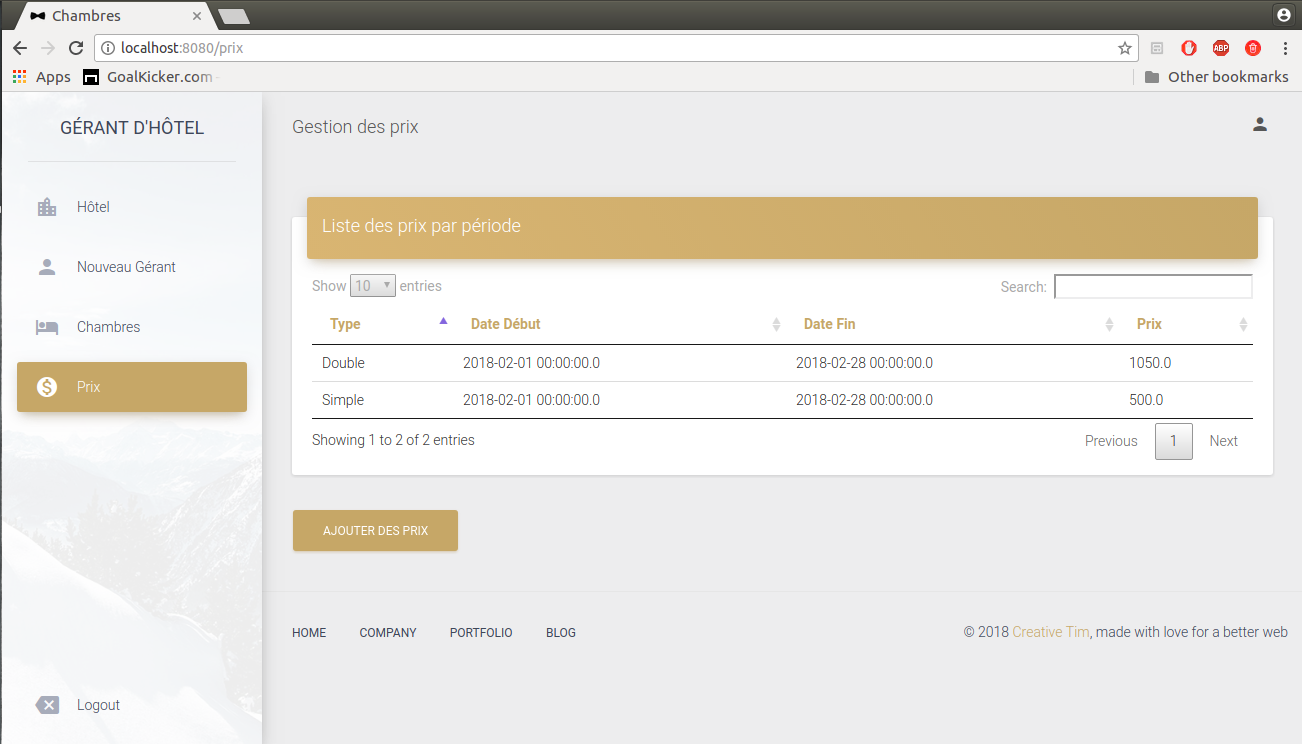 Chambres
localhost:8080/prix
ABP
Apps GoalKicker.com Other bookmarks
GÉRANT D'HÔTEL
Hôtel
Nouveau Gérant
Chambres
Prix
Logout
Gestion des prix
Liste des prix par période
Show 10 entries Search:
Type Date Début Date Fin Prix
Double 2018-02-01 00:00:00.0 2018-02-28 00:00:00.0 1050.0
Simple 2018-02-01 00:00:00.0 2018-02-28 00:00:00.0 500.0
Showing 1 to 2 of 2 entries Previous 1 Next
AJOUTER DES PRIX
HOME COMPANY PORTFOLIO BLOG © 2018 Creative Tim, made with love for a better web